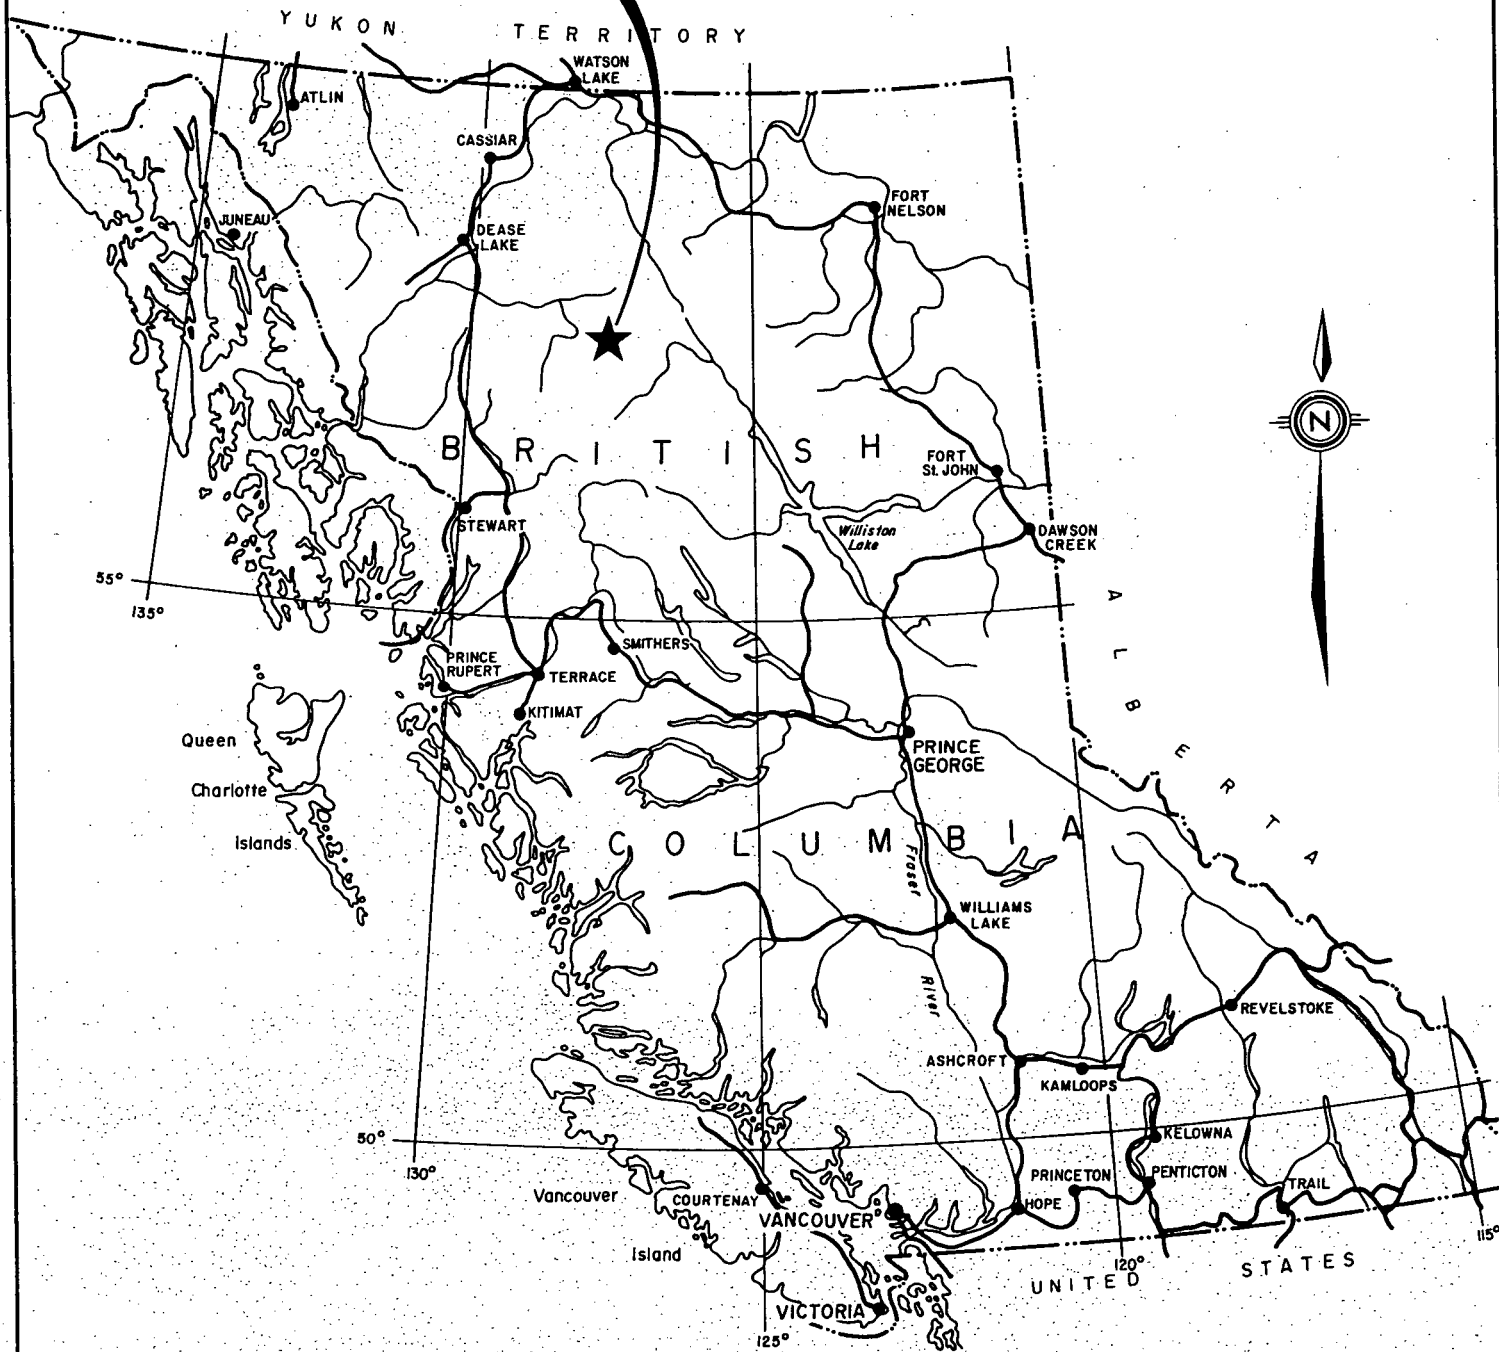 YUKON TERRITORY
WATSON
LAKE
ATLIN
CASSIAR
FORT
NELSON
JUNEAU
DEASE
LAKE
N
BRITISH
FORT
St. JOHN
STEWART
Williston
Lake
DAWSON
CREEK
55°
135°
ALBERTA
SMITHERS
PRINCE
RUPERT
TERRACE
KITIMAT
Queen
Charlotte
Islands
PRINCE
GEORGE
COLUMBIA
Fraser
River
WILLIAMS
LAKE
REVELSTOKE
ASHCROFT
KAMLOOPS
50°
130°
KELOWNA
Vancouver
Island
COURTENAY
PRINCETON
PENTICTON
TRAIL
VANCOUVER
HOPE
115°
120°
UNITED STATES
VICTORIA
125°